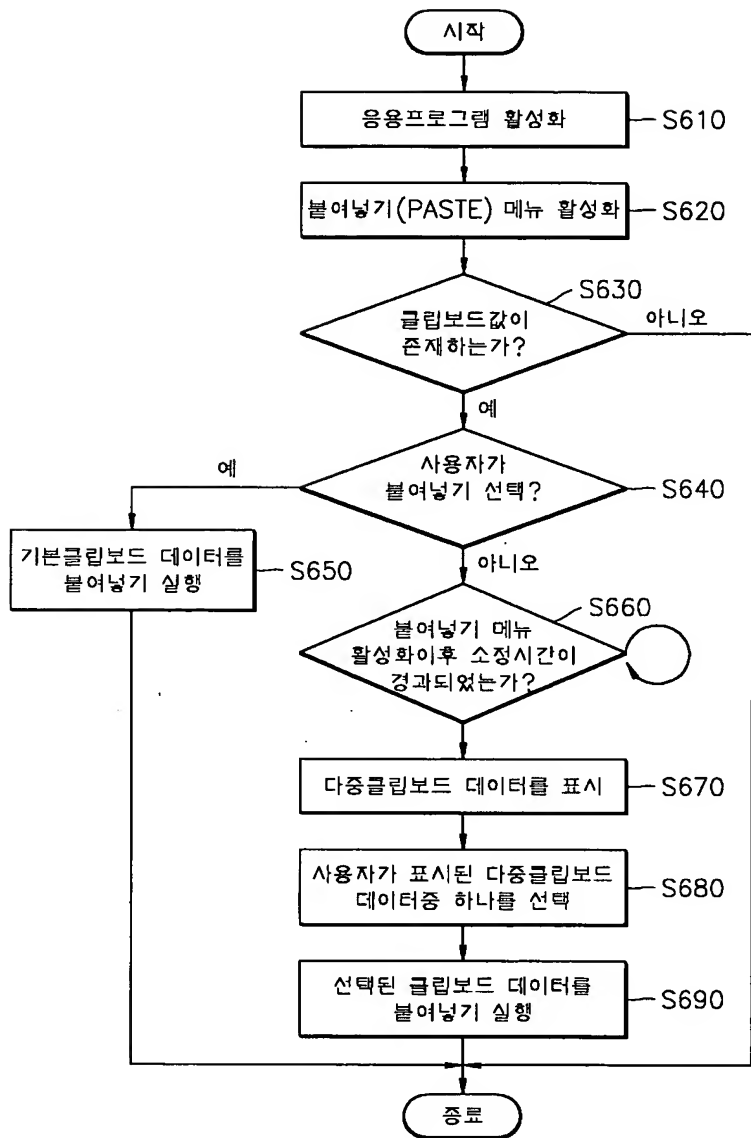 시작
응용프로그램 활성화
S610
붙여넣기(PASTE) 메뉴 활성화
S620
S630
클립보드값이
존재하는가?
아니오
예
사용자가
붙여넣기 선택?
S640
예
기본클립보드 데이터를
붙여넣기 실행
S650
아니오
S660
붙여넣기 메뉴
활성화이후 소정시간이
경과되었는가?
다중클립보드 데이터를 표시
S670
사용자가 표시된 다중클립보드
데이터중 하나를 선택
S680
선택된 클립보드 데이터를
붙여넣기 실행
S690
종료